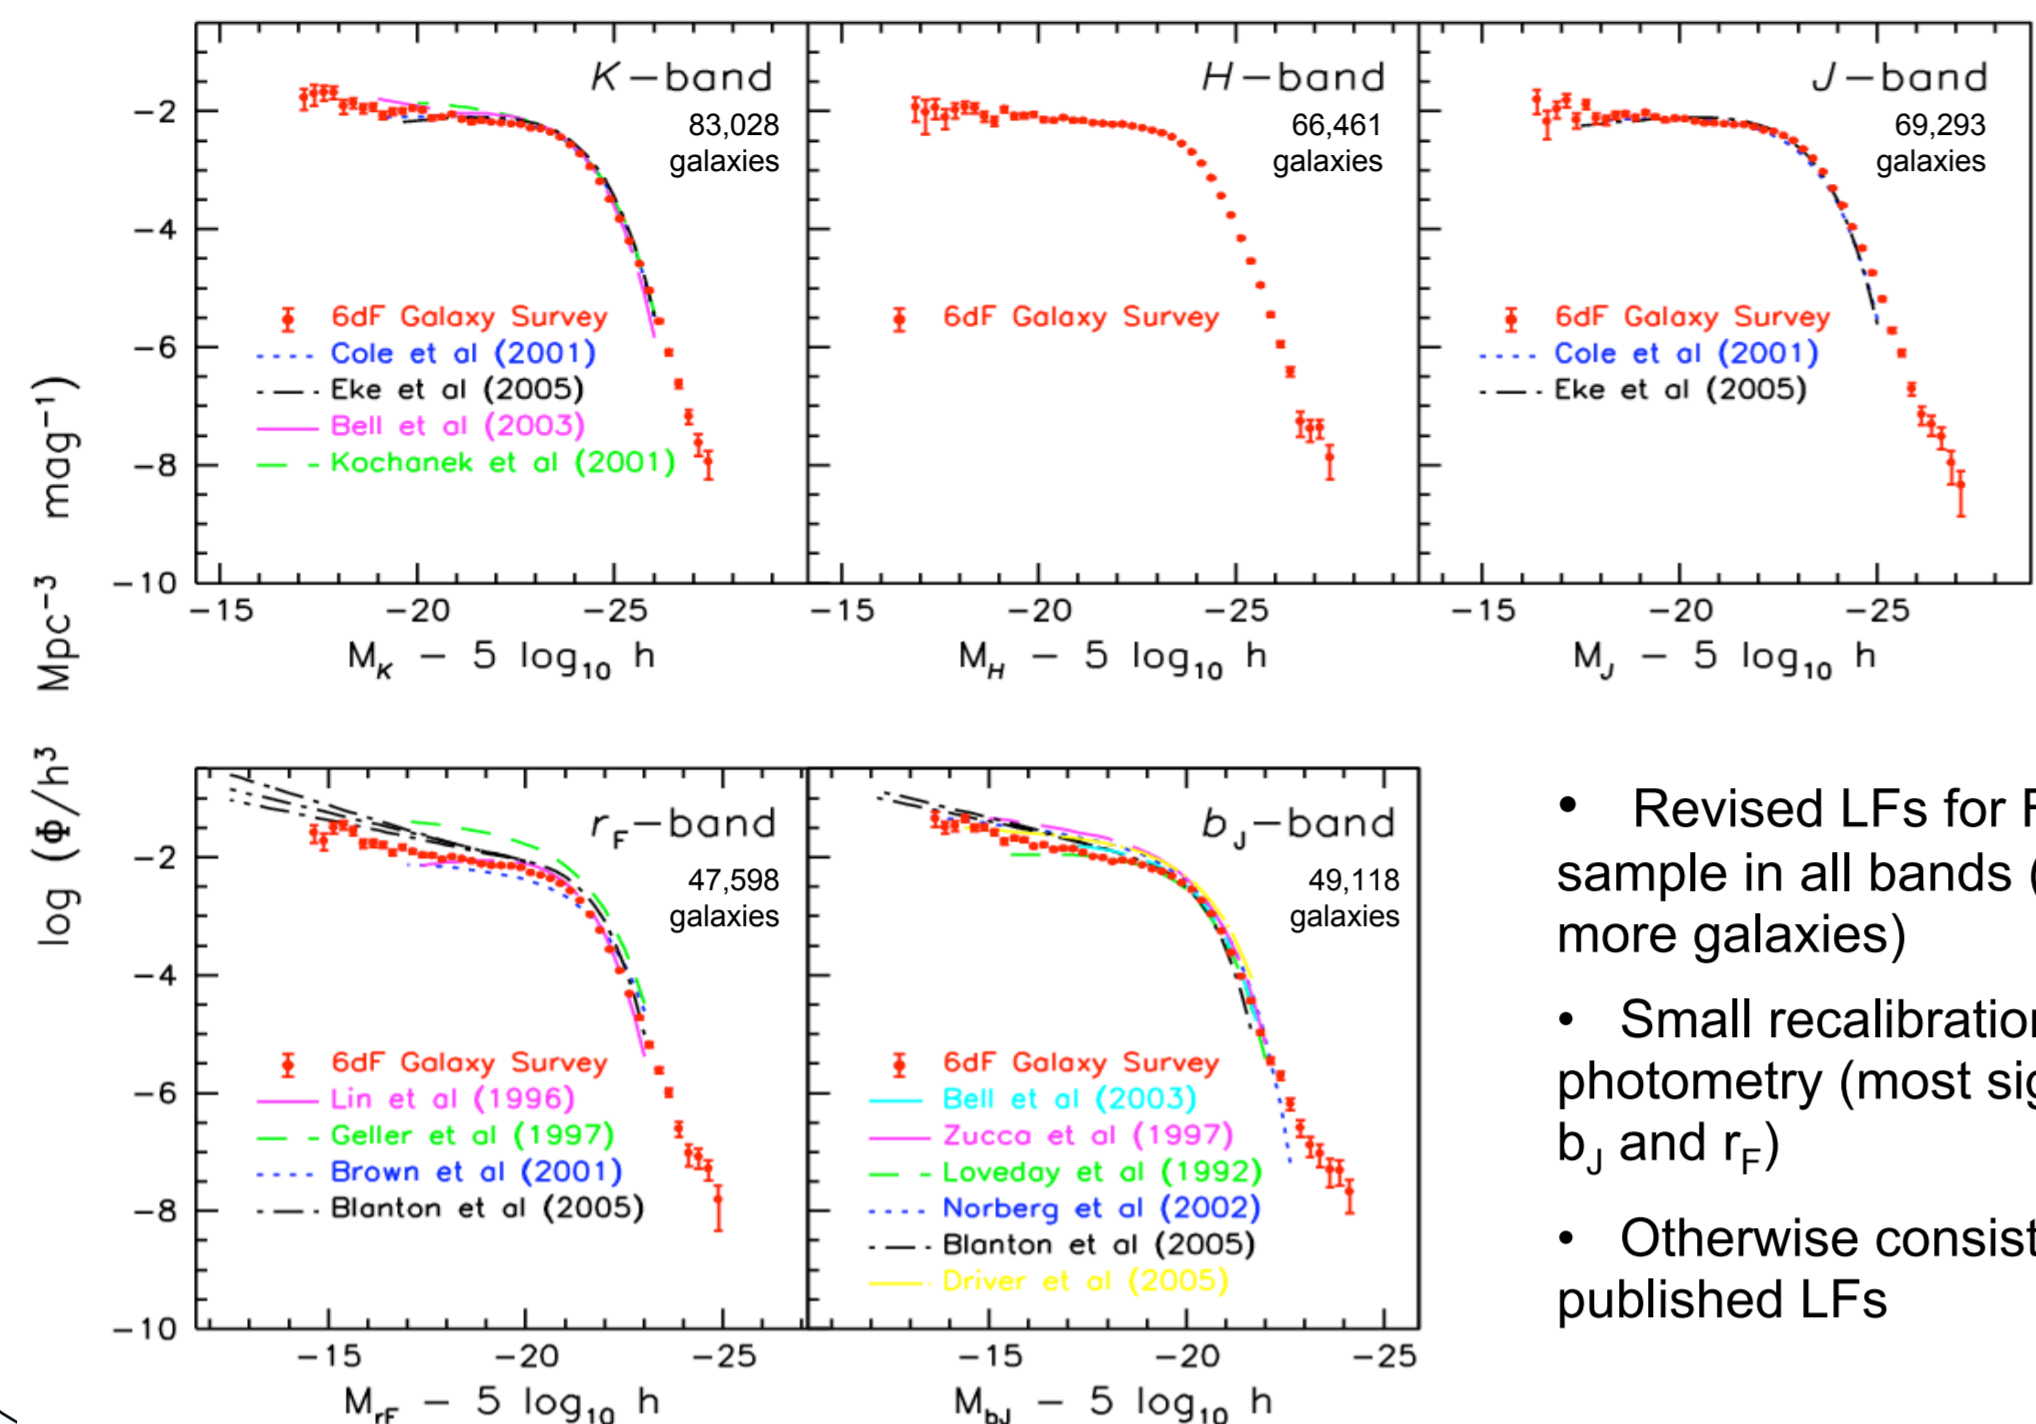 K−band
83,028
galaxies
6dF Galaxy Survey
Cole et al (2001)
Eke et al (2005)
Bell et al (2003)
Kochanek et al (2001)
−2
−4
−6
−8
−10
−15 −20 −25
M_K − 5 log₁₀ h
H−band
66,461
galaxies
6dF Galaxy Survey
−15 −20 −25
M_H − 5 log₁₀ h
J−band
69,293
galaxies
6dF Galaxy Survey
Cole et al (2001)
Eke et al (2005)
−15 −20 −25
M_J − 5 log₁₀ h
log (Φ/h³ Mpc⁻³ mag⁻¹)
r_F−band
47,598
galaxies
6dF Galaxy Survey
Lin et al (1996)
Geller et al (1997)
Brown et al (2001)
Blanton et al (2005)
−2
−4
−6
−8
−10
−15 −20 −25
M_rF − 5 log₁₀ h
b_J−band
49,118
galaxies
6dF Galaxy Survey
Bell et al (2003)
Zucca et al (1997)
Loveday et al (1992)
Norberg et al (2002)
Blanton et al (2005)
Driver et al (2005)
−15 −20 −25
M_bJ − 5 log₁₀ h
• Revised LFs for
sample in all bands (
more galaxies)
• Small recalibration
photometry (most
b_J and r_F)
• Otherwise
published LFs